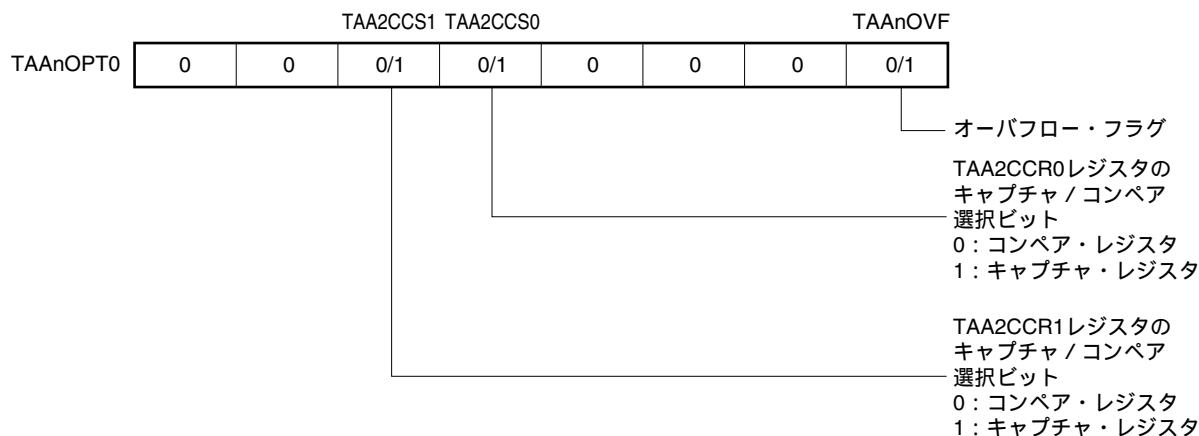 TAA2CCS1 TAA2CCS0 TAAnOVF
TAAnOPT0 0 0 0/1 0/1 0 0 0 0/1
オーバフロー・フラグ
TAA2CCR0レジスタの
キャプチャ／コンペア
選択ビット
0：コンペア・レジスタ
1：キャプチャ・レジスタ
TAA2CCR1レジスタの
キャプチャ／コンペア
選択ビット
0：コンペア・レジスタ
1：キャプチャ・レジスタ